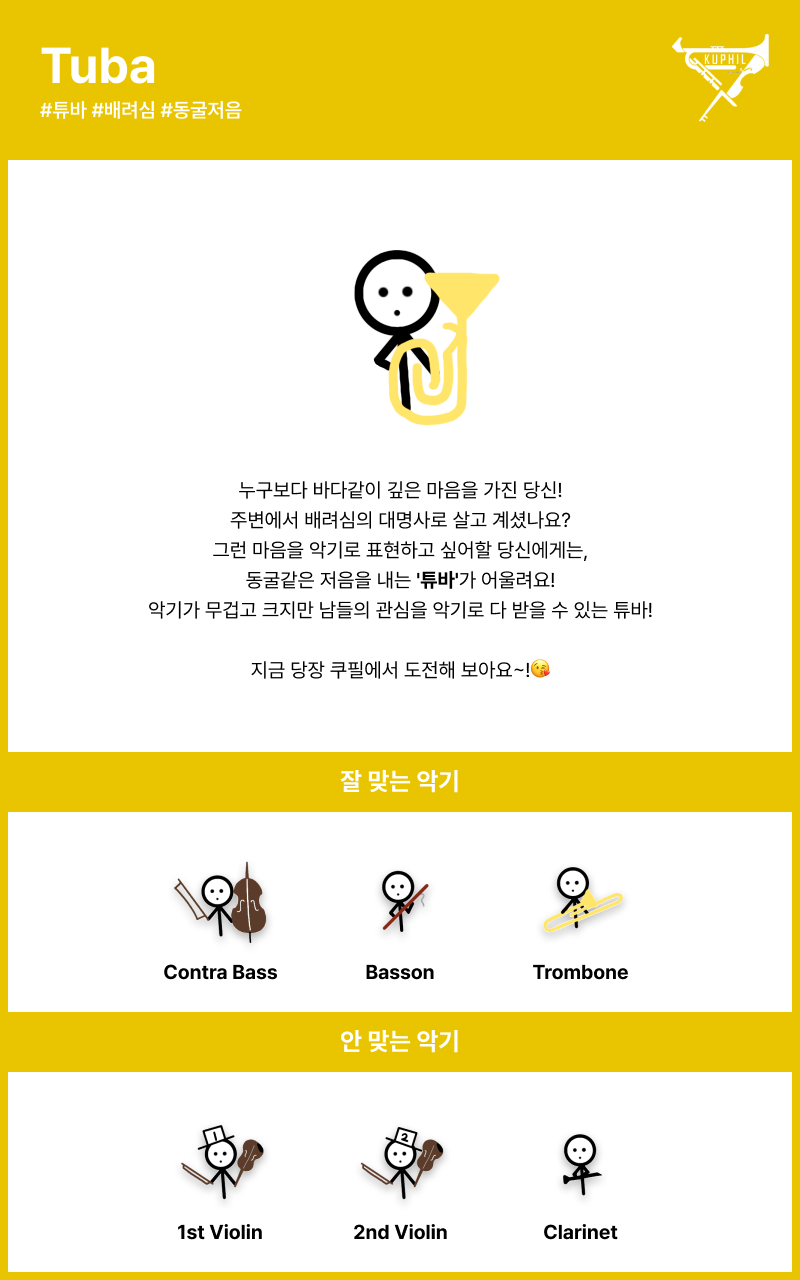 Tuba
#튜바 #배려심 #동굴저음
KUPHIL
누구보다 바다같이 깊은 마음을 가진 당신!
주변에서 배려심의 대명사로 살고 계셨나요?
그런 마음을 악기로 표현하고 싶어할 당신에게는,
동굴같은 저음을 내는 '튜바'가 어울려요!
악기가 무겁고 크지만 남들의 관심을 악기로 다 받을 수 있는 튜바!
지금 당장 쿠필에서 도전해 보아요~!😘
잘 맞는 악기
Contra Bass
Basson
Trombone
안 맞는 악기
1
2
1st Violin
2nd Violin
Clarinet